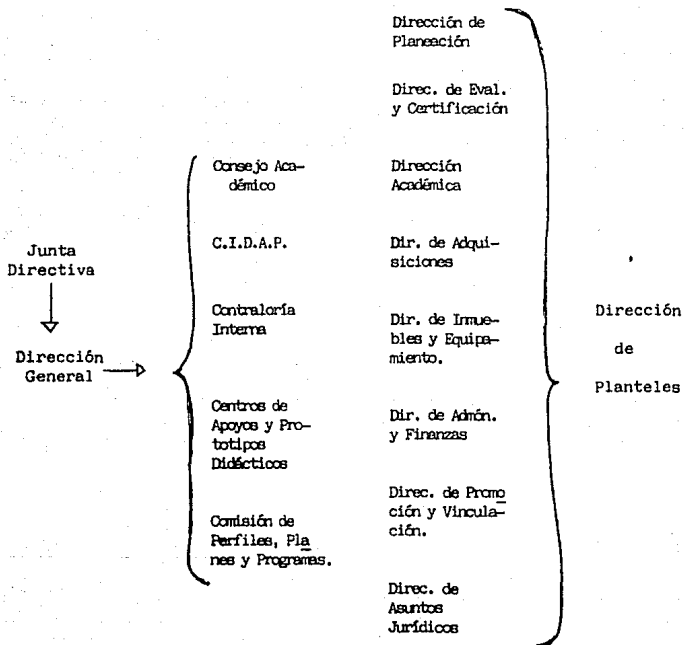 Junta
Directiva
Dirección
General
Consejo Aca-
démico
C.I.D.A.P.
Contraloría
Interna
Centros de
Apoyos y Pro-
totipos
Didácticos
Comisión de
Perfiles, Pla
nes y Programas.
Dirección de
Planeación
Direc. de Eval.
y Certificación
Dirección
Académica
Dir. de Adqui-
siciones
Dir. de Inmue-
bles y Equipa-
miento.
Dir. de Admón.
y Finanzas
Direc. de Promo
ción y Vincula-
ción.
Direc. de
Asuntos
Jurídicos
Dirección
de
Planteles